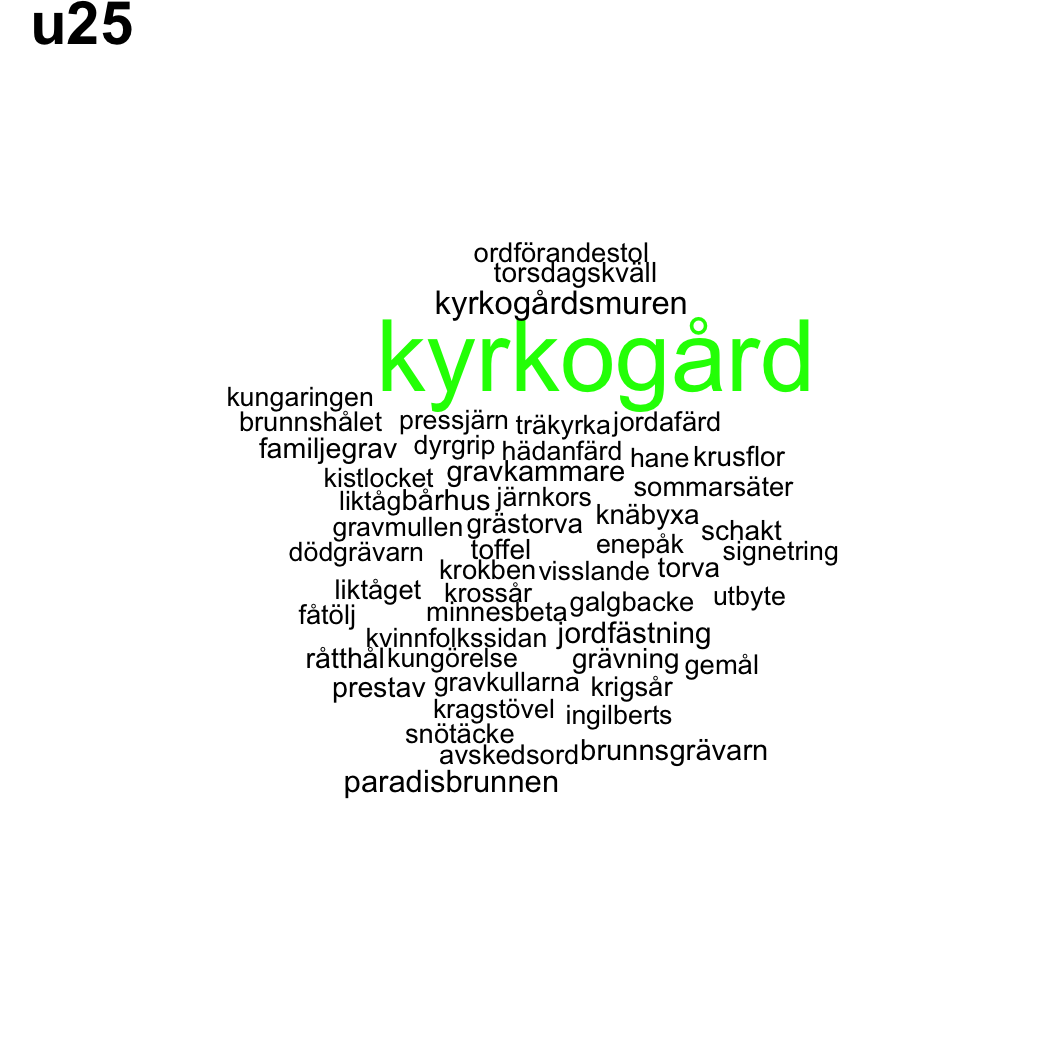 u25
ordförandestol
torsdagskväll
kyrkogårdsmuren
kyrkogård
kungaringen
brunnshålet pressjärn träkyrka jordafärd
familjegrav dyrgrip hädanfärd hane krusflor
kistlocket gravkammare sommarsäter
liktåg bårhus järnkors
gravmullen grästorva knäbyxa schakt
dödgrävarn toffel enepåk signetring
krokben visslande torva
liktåget krossår utbyte
fåtölj minnesbeta galgbacke
kvinnfolkssidan jordfästning
råtthål kungörelse grävning gemål
prestav gravkullarna krigsår
kragstövel ingilberts
snötäcke
avskedsord brunnsgrävarn
paradisbrunnen